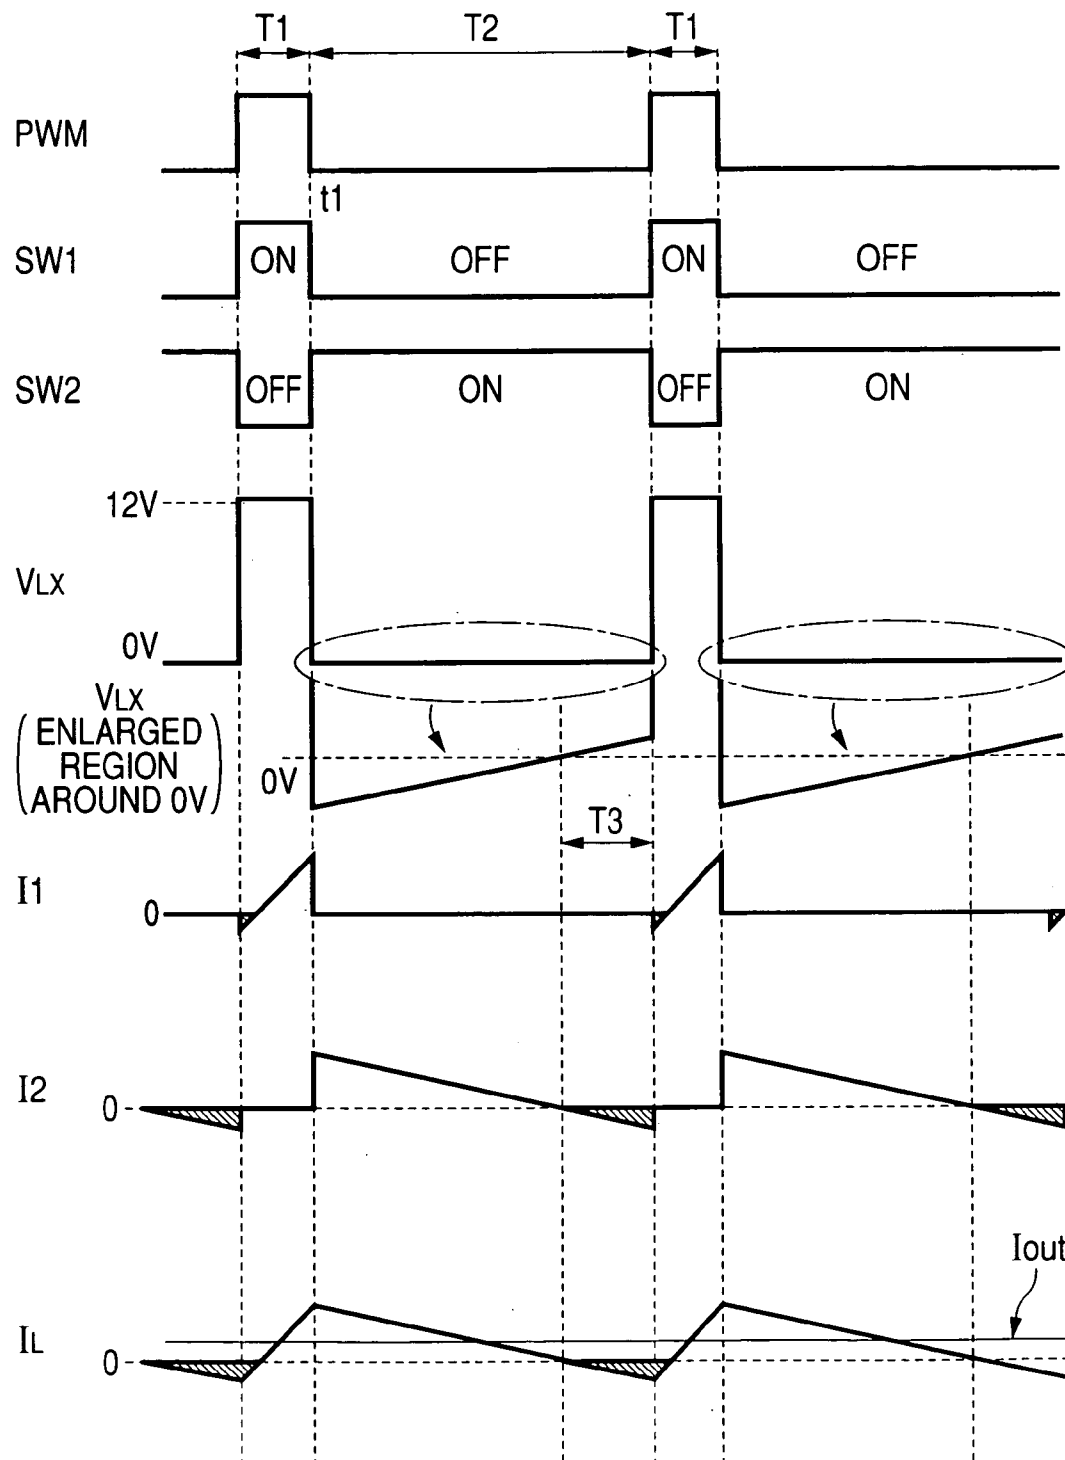 T1 T2 T1
PWM
t1
SW1 ON OFF ON OFF
SW2 OFF ON OFF ON
12V
VLX
0V
VLX
(ENLARGED
REGION
AROUND 0V)
0V
T3
I1
0
I2
0
Iout
IL
0